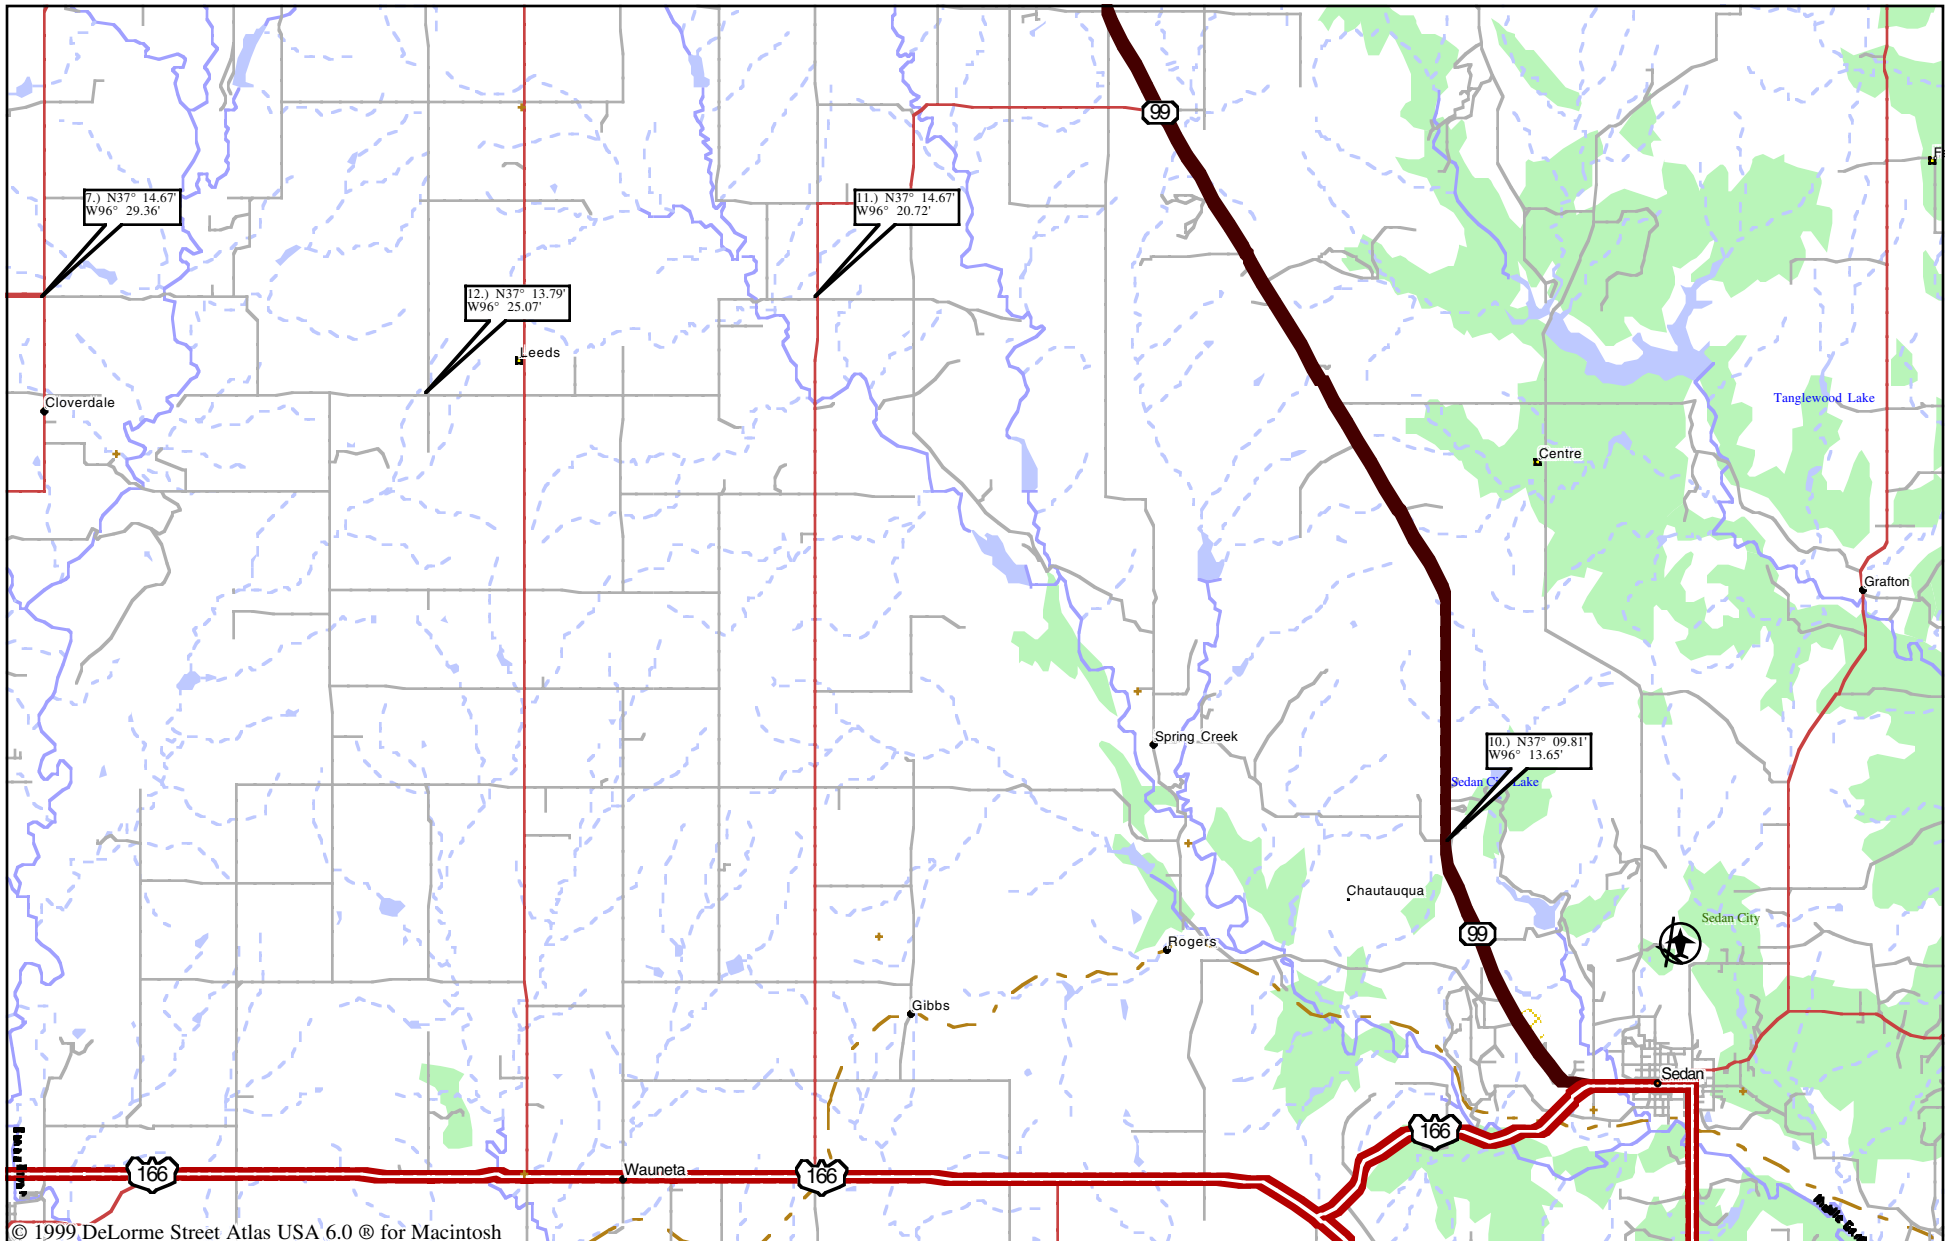 99
7.) N37° 14.67'
W96° 29.36'
11.) N37° 14.67'
W96° 20.72'
12.) N37° 13.79'
W96° 25.07'
Leeds
Cloverdale
Tanglewood Lake
Centre
Grafton
Spring Creek
10.) N37° 09.81'
W96° 13.65'
Sedan City Lake
Chautauqua
Sedan City
99
Rogers
Gibbs
Sedan
166
Wauneta
166
166
© 1999 DeLorme Street Atlas USA 6.0 ® for Macintosh